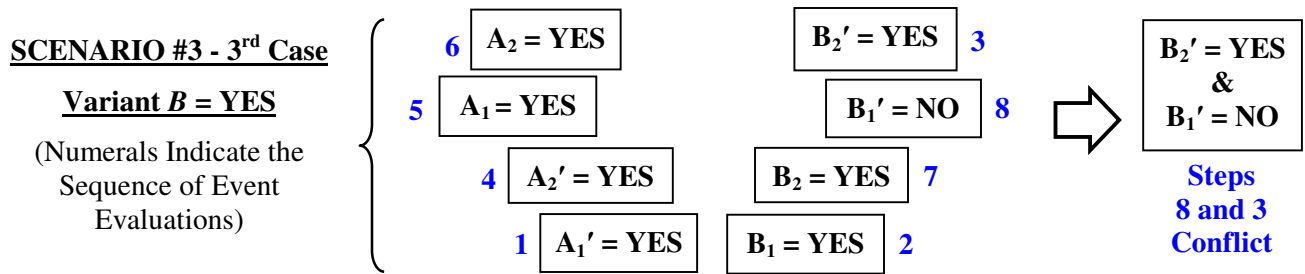 SCENARIO #3 - 3rd Case
Variant B = YES
(Numerals Indicate the
Sequence of Event
Evaluations)
6 A₂ = YES
B₂′ = YES 3
5 A₁ = YES
B₁′ = NO 8
4 A₂′ = YES
B₂ = YES 7
1 A₁′ = YES
B₁ = YES 2
B₂′ = YES
&
B₁′ = NO
Steps
8 and 3
Conflict